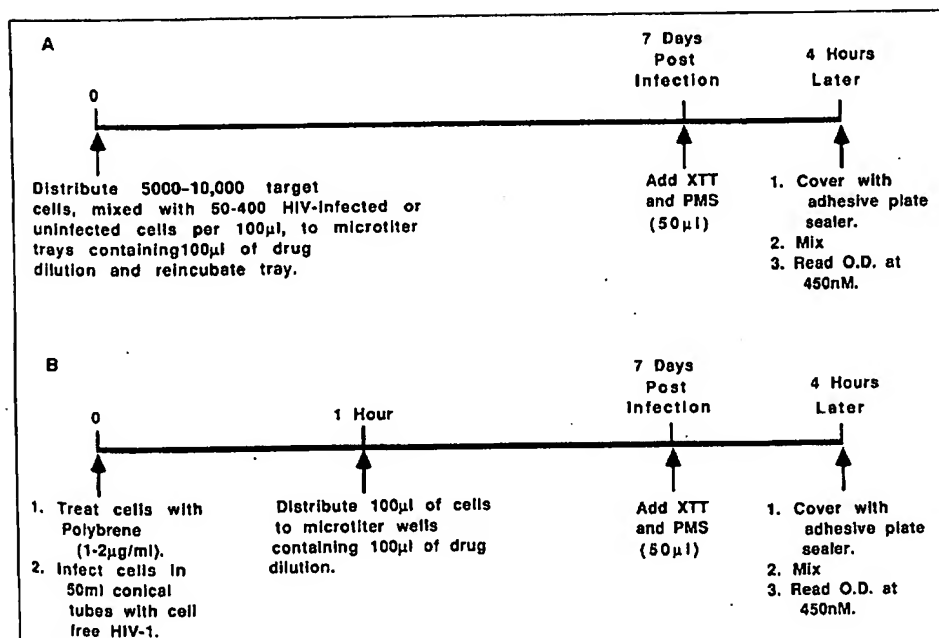 A
7 Days
Post
Infection
4 Hours
Later
0
Distribute 5000-10,000 target
cells, mixed with 50-400 HIV-infected or
uninfected cells per 100µl, to microtiter
trays containing100µl of drug
dilution and reincubate tray.
Add XTT
and PMS
(50µl)
1. Cover with
adhesive plate
sealer.
2. Mix
3. Read O.D. at
450nM.
B
7 Days
Post
Infection
4 Hours
Later
0
1 Hour
1. Treat cells with
Polybrene
(1-2µg/ml).
2. Infect cells in
50ml conical
tubes with cell
free HIV-1.
Distribute 100µl of cells
to microtiter wells
containing 100µl of drug
dilution.
Add XTT
and PMS
(50µl)
1. Cover with
adhesive plate
sealer.
2. Mix
3. Read O.D. at
450nM.